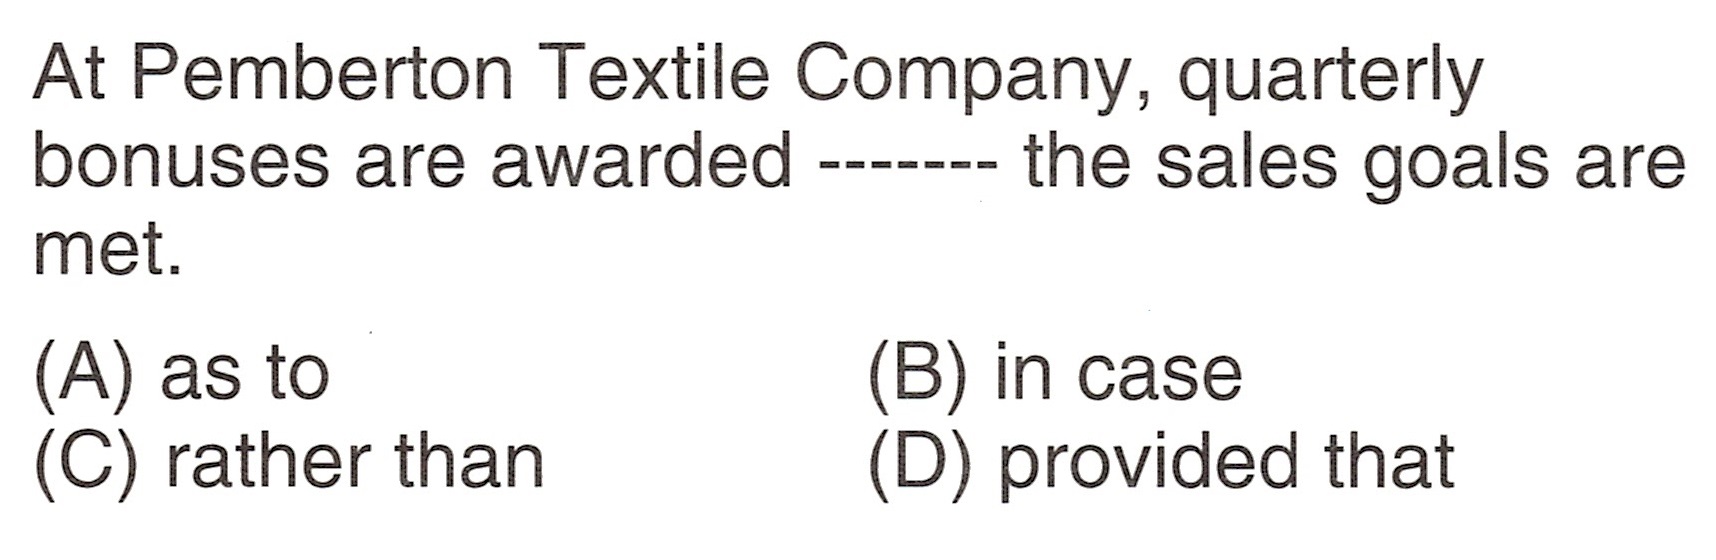 At Pemberton Textile Company, quarterly
bonuses are awarded ------- the sales goals are
met.
(A) as to (B) in case
(C) rather than (D) provided that